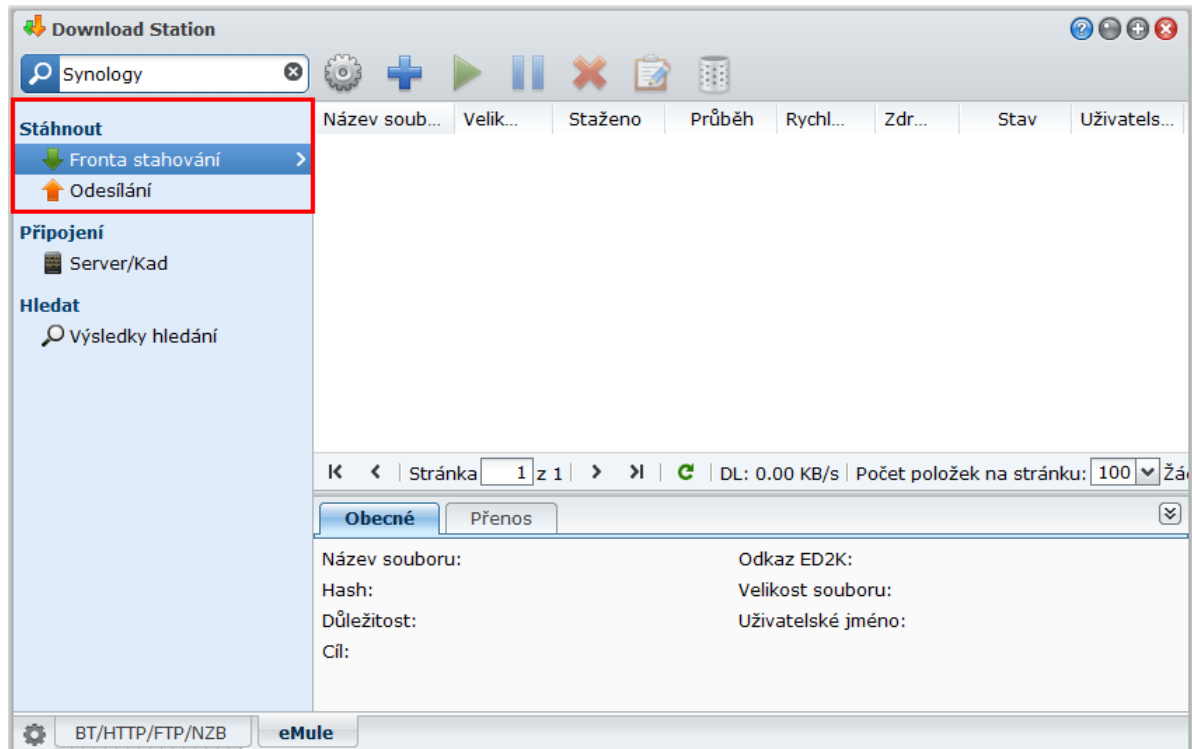 Download Station
Synology
Stáhnout
Fronta stahování
Odesílání
Připojení
Server/Kad
Hledat
Výsledky hledání
Název soub... Velik... Staženo Průběh Rychl... Zdr... Stav Uživatels...
Stránka 1 z 1 DL: 0.00 KB/s Počet položek na stránku: 100
Obecné Přenos
Název souboru: Odkaz ED2K:
Hash: Velikost souboru:
Důležitost: Uživatelské jméno:
Cíl:
BT/HTTP/FTP/NZB eMule